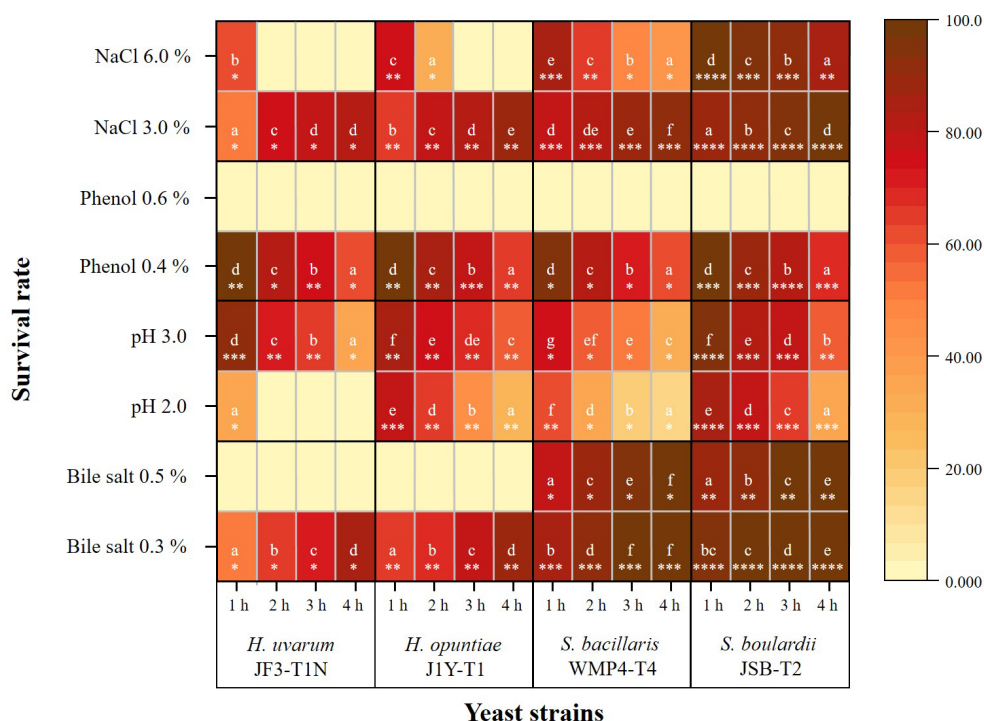 100.0
NaCl 6.0 %
b c a e c b a d c b a
* ** * *** ** * * **** *** *** **
80.00
NaCl 3.0 %
a c d d b c d e d de e f a b c d
* * * * ** ** ** ** *** *** *** *** **** **** **** ****
Phenol 0.6 %
60.00
Phenol 0.4 %
d c b a d c b a d c b a d c b a
** * ** * ** ** *** ** * * * * *** *** **** ***
pH 3.0
d c b a f e de c g ef e c f e d b
*** ** ** * ** ** ** ** * * * * **** *** *** **
40.00
pH 2.0
a e d b a f d b a e d c a
* *** ** ** ** ** * * * **** *** *** ***
20.00
Bile salt 0.5 %
a c e f a b c e
* * * * ** ** ** **
Bile salt 0.3 %
a b c d a b c d b d f f bc c d e
* * * * ** ** ** ** *** *** *** *** **** **** **** ****
0.000
Survival rate
1 h 2 h 3 h 4 h 1 h 2 h 3 h 4 h 1 h 2 h 3 h 4 h 1 h 2 h 3 h 4 h
H. uvarum H. opuntiae S. bacillaris S. boulardii
JF3-T1N J1Y-T1 WMP4-T4 JSB-T2
Yeast strains